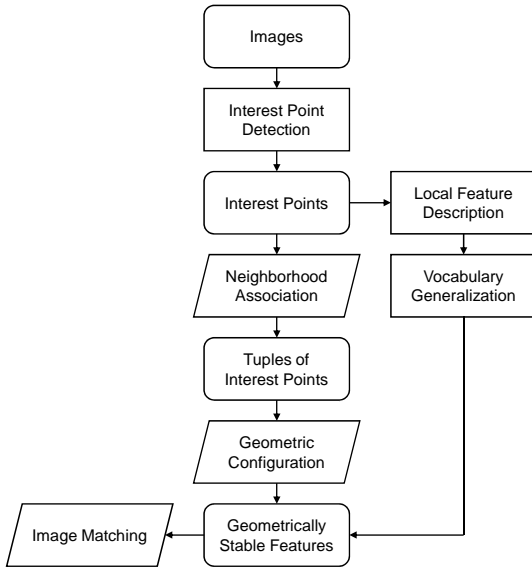 Images
Interest Point
Detection
Interest Points
Local Feature
Description
Neighborhood
Association
Vocabulary
Generalization
Tuples of
Interest Points
Geometric
Configuration
Image Matching
Geometrically
Stable Features